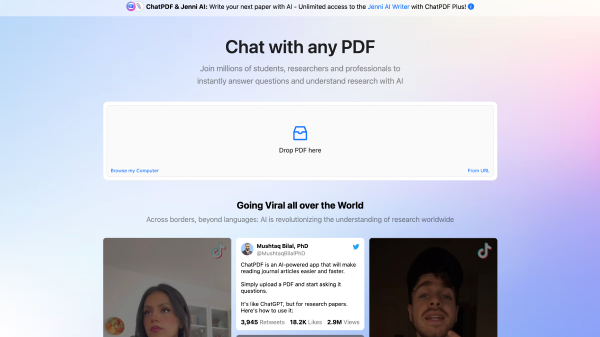 ChatPDF & Jenni AI: Write your next paper with AI - Unlimited access to the Jenni AI Writer with ChatPDF Plus!
Chat with any PDF
Join millions of students, researchers and professionals to
instantly answer questions and understand research with AI
Drop PDF here
Browse my Computer
From URL
Going Viral all over the World
Across borders, beyond languages: AI is revolutionizing the understanding of research worldwide
Mushtaq Bilal, PhD
@MushtaqBilalPhD
ChatPDF is an AI-powered app that will make
reading journal articles easier and faster.
Simply upload a PDF and start asking it
questions.
It's like ChatGPT, but for research papers.
Here's how to use it:
3,945 Retweets 18.2K Likes 2.9M Views